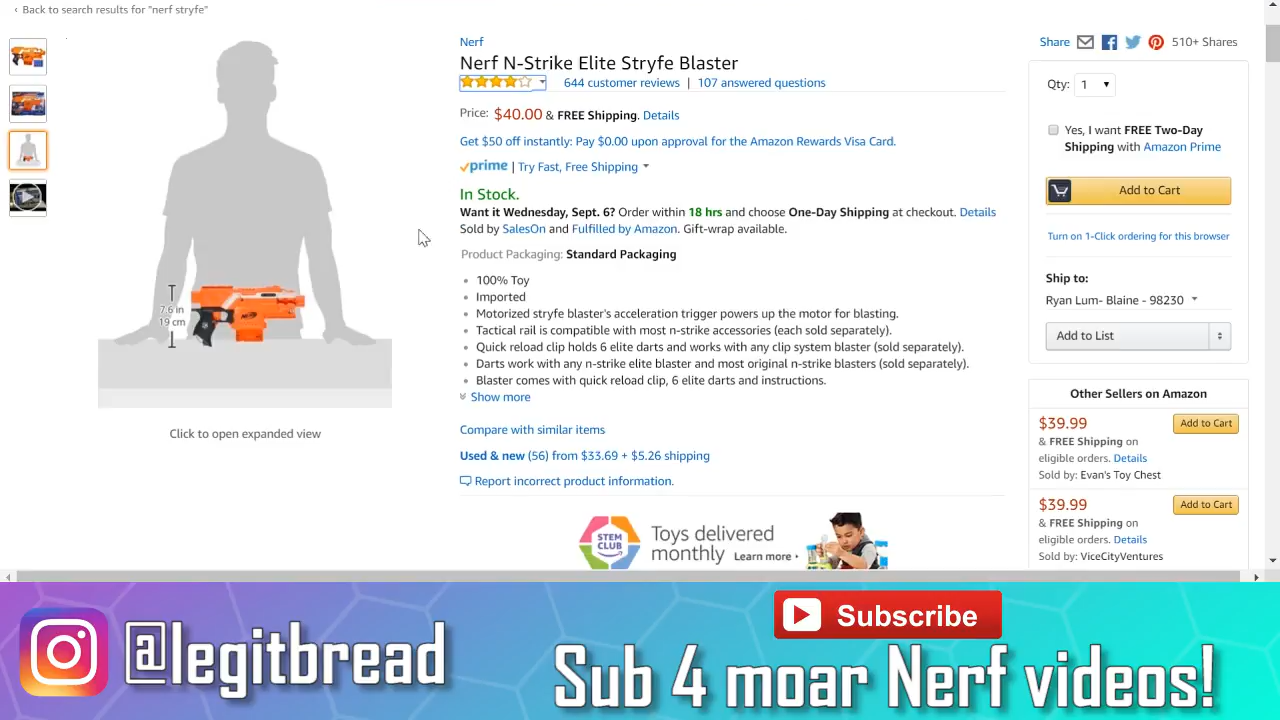 ‹ Back to search results for "nerf stryfe"
7.6 in
19 cm
NERF
Click to open expanded view
Nerf
Nerf N-Strike Elite Stryfe Blaster
644 customer reviews | 107 answered questions
Price: $40.00 & FREE Shipping. Details
Get $50 off instantly: Pay $0.00 upon approval for the Amazon Rewards Visa Card.
prime | Try Fast, Free Shipping
In Stock.
Want it Wednesday, Sept. 6? Order within 18 hrs and choose One-Day Shipping at checkout. Details
Sold by SalesOn and Fulfilled by Amazon. Gift-wrap available.
Product Packaging: Standard Packaging
• 100% Toy
• Imported
• Motorized stryfe blaster's acceleration trigger powers up the motor for blasting.
• Tactical rail is compatible with most n-strike accessories (each sold separately).
• Quick reload clip holds 6 elite darts and works with any clip system blaster (sold separately).
• Darts work with any n-strike elite blaster and most original n-strike blasters (sold separately).
• Blaster comes with quick reload clip, 6 elite darts and instructions.
Show more
Compare with similar items
Used & new (56) from $33.69 + $5.26 shipping
Report incorrect product information.
STEM
CLUB
Toys delivered
monthly Learn more ›
Share 510+ Shares
Qty: 1
Yes, I want FREE Two-Day
Shipping with Amazon Prime
Add to Cart
Turn on 1-Click ordering for this browser
Ship to:
Ryan Lum- Blaine - 98230
Add to List
Other Sellers on Amazon
$39.99 Add to Cart
& FREE Shipping on
eligible orders. Details
Sold by: Evan's Toy Chest
$39.99 Add to Cart
& FREE Shipping on
eligible orders. Details
Sold by: ViceCityVentures
@legitbread
Subscribe
Sub 4 moar Nerf videos!